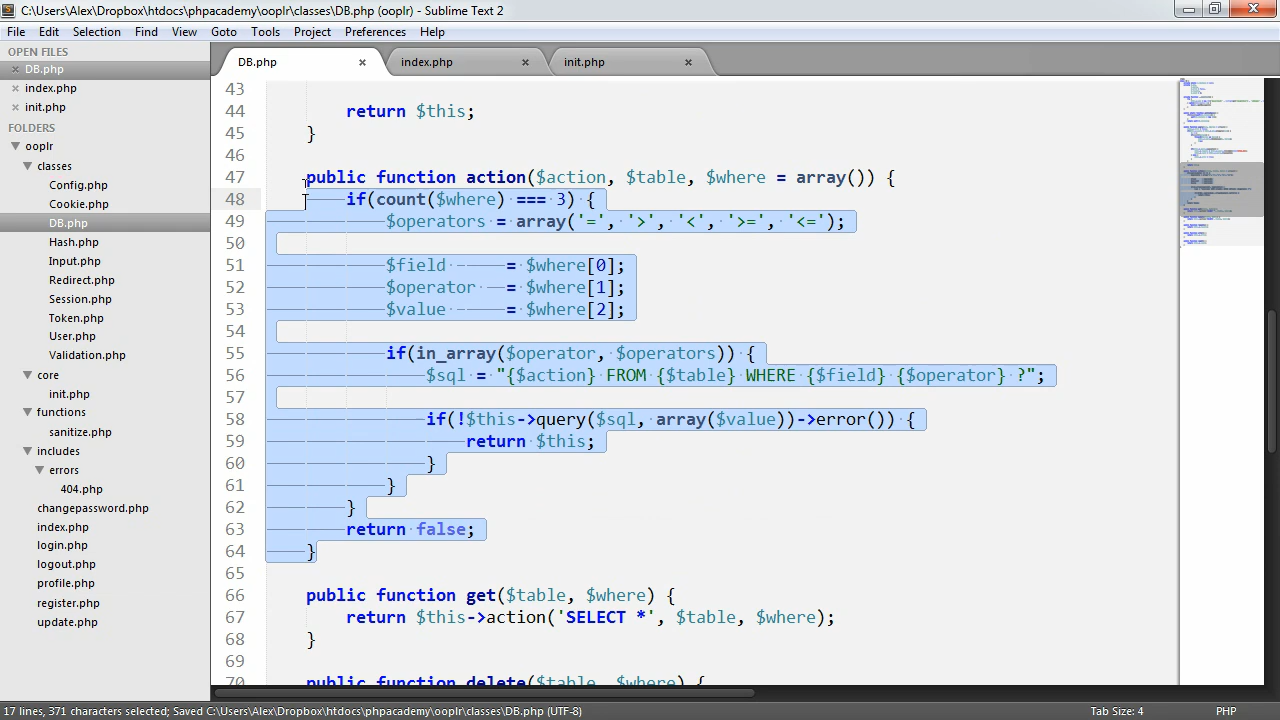 C:\Users\Alex\Dropbox\htdocs\phpacademy\ooplr\classes\DB.php (ooplr) - Sublime Text 2
File Edit Selection Find View Goto Tools Project Preferences Help
OPEN FILES
DB.php
index.php
init.php
FOLDERS
ooplr
classes
Config.php
Cookie.php
DB.php
Hash.php
Input.php
Redirect.php
Session.php
Token.php
User.php
Validation.php
core
init.php
functions
sanitize.php
includes
errors
404.php
changepassword.php
index.php
login.php
logout.php
profile.php
register.php
update.php
DB.php index.php init.php
43
44 return $this;
45 }
46
47 public function action($action, $table, $where = array()) {
48 if(count($where) === 3) {
49 $operators = array('=', '>', '<', '>=', '<=');
50
51 $field = $where[0];
52 $operator = $where[1];
53 $value = $where[2];
54
55 if(in_array($operator, $operators)) {
56 $sql = "{$action} FROM {$table} WHERE {$field} {$operator} ?";
57
58 if(!$this->query($sql, array($value))->error()) {
59 return $this;
60 }
61 }
62 }
63 return false;
64 }
65
66 public function get($table, $where) {
67 return $this->action('SELECT *', $table, $where);
68 }
69
70 public function delete($table, $where) {
17 lines, 371 characters selected; Saved C:\Users\Alex\Dropbox\htdocs\phpacademy\ooplr\classes\DB.php (UTF-8)
Tab Size: 4
PHP